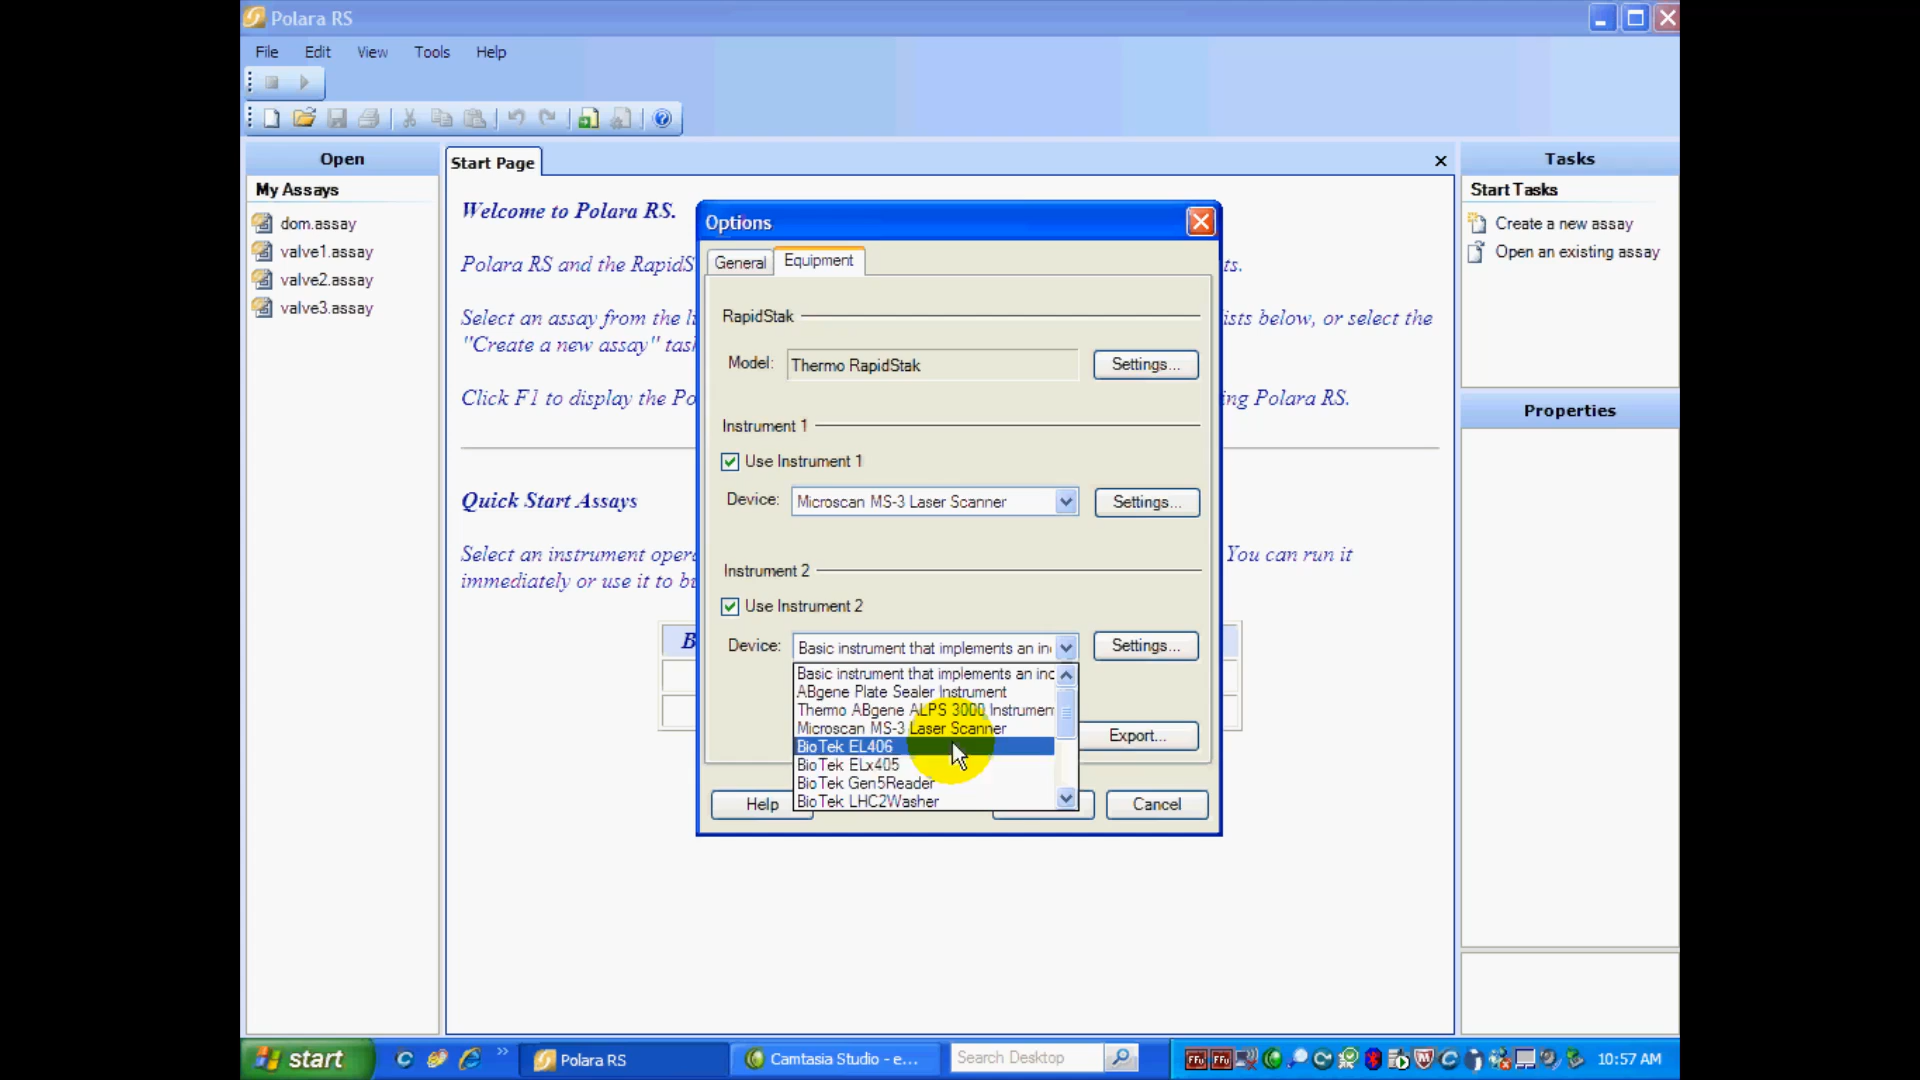 Polara RS
File Edit View Tools Help
Open
My Assays
dom.assay
valve1.assay
valve2.assay
valve3.assay
Start Page
Welcome to Polara RS.
Polara RS and the RapidS
ts.
Select an assay from the l
ists below, or select the
"Create a new assay" tas
Click F1 to display the Po
ing Polara RS.
Quick Start Assays
Select an instrument oper
You can run it
immediately or use it to bu
B
Options
General Equipment
RapidStak
Model: Thermo RapidStak Settings...
Instrument 1
Use Instrument 1
Device: Microscan MS-3 Laser Scanner Settings...
Instrument 2
Use Instrument 2
Device: Basic instrument that implements an in Settings...
Basic instrument that implements an inc
ABgene Plate Sealer Instrument
Thermo ABgene ALPS 3000 Instrumen
Microscan MS-3 Laser Scanner
BioTek EL406
BioTek ELx405
BioTek Gen5Reader
BioTek LHC2Washer
Export...
Help Cancel
Tasks
Start Tasks
Create a new assay
Open an existing assay
Properties
start
Polara RS
Camtasia Studio - e...
Search Desktop
10:57 AM